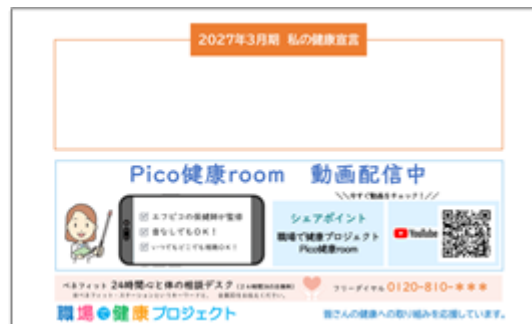 2027年3月期 私の健康宣言
Pico健康room 動画配信中
\\\今すぐ動画をチェック!///
エフピコの保健師が監修
音なしでもOK!
いつでもどこでも視聴OK!
シェアポイント
職場で健康プロジェクト
Pico健康room
YouTube
ベネフィット 24時間心と体の相談デスク
フリーダイヤル 0120-810-＊＊＊
職場で健康プロジェクト
皆さんの健康への取り組みを応援しています。